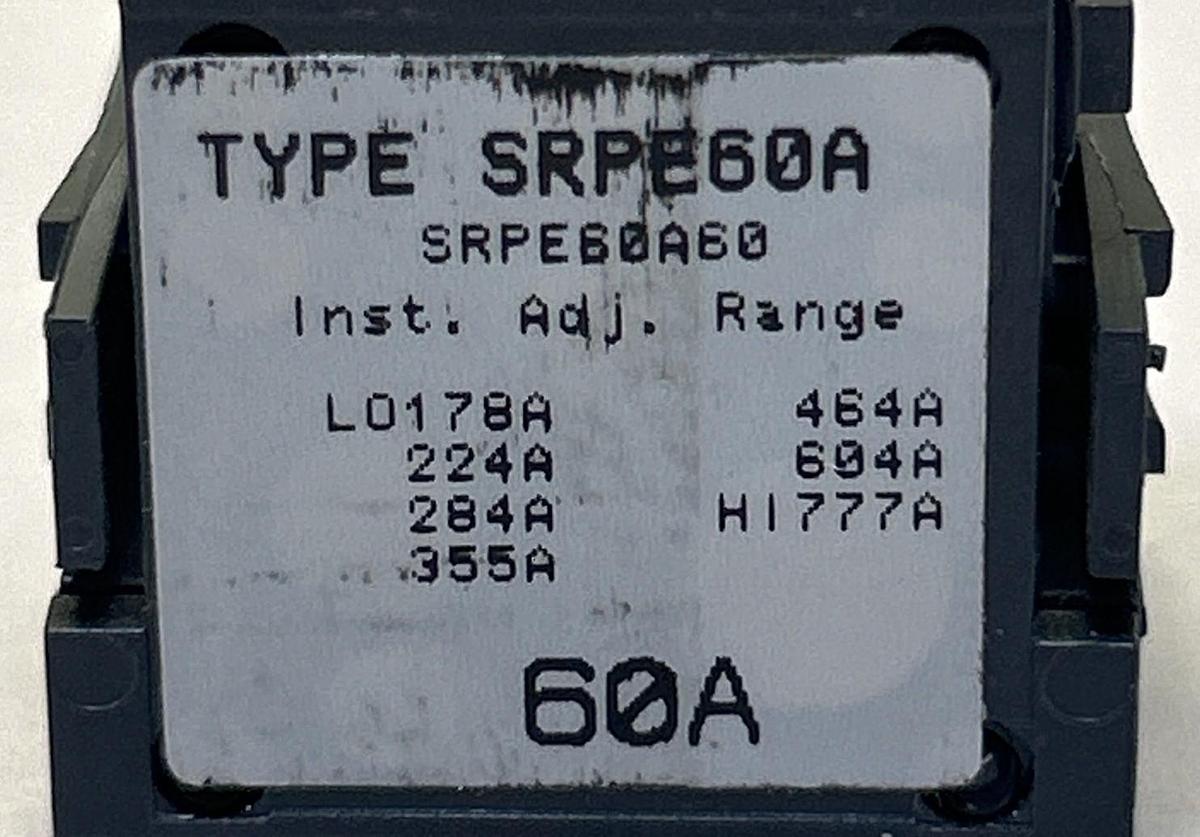 TYPE SRPE60A
SRPE60A60
Inst. Adj. Range
LO178A 464A
224A 604A
284A HI777A
355A
60A